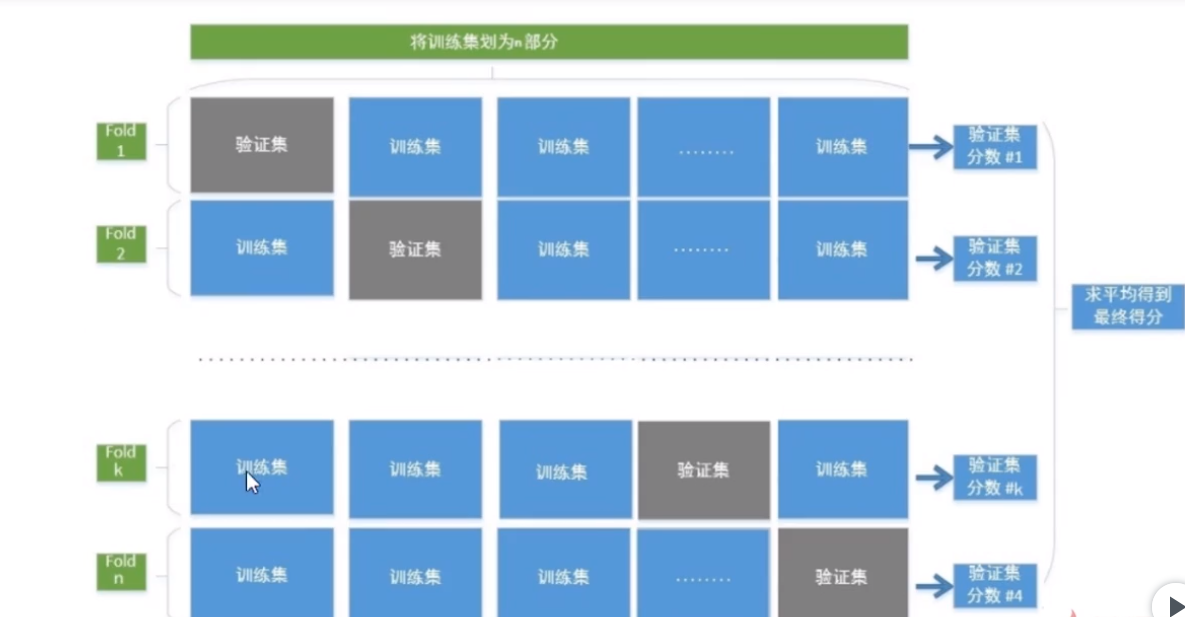 将训练集划为n部分
Fold
1
验证集
训练集
训练集
........
训练集
验证集
分数 #1
Fold
2
训练集
验证集
训练集
........
训练集
验证集
分数 #2
求平均得到
最终得分
Fold
k
训练集
训练集
训练集
验证集
训练集
验证集
分数 #k
Fold
n
训练集
训练集
训练集
........
验证集
验证集
分数 #4